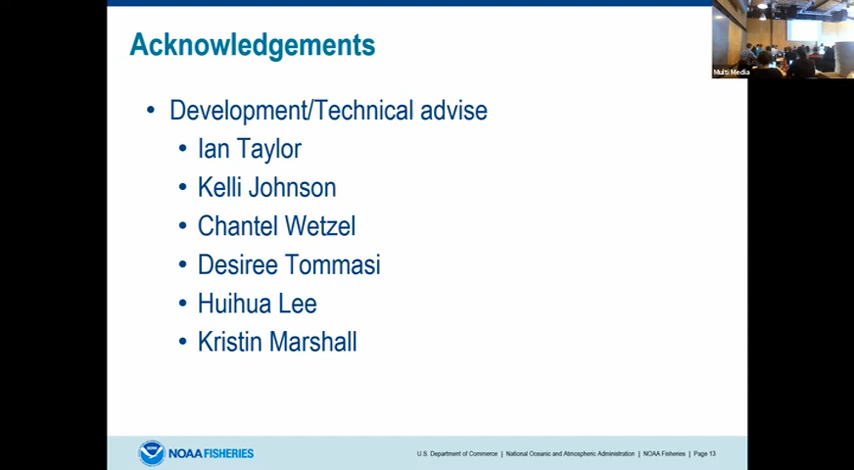 Acknowledgements
Multi Media
• Development/Technical advise
• Ian Taylor
• Kelli Johnson
• Chantel Wetzel
• Desiree Tommasi
• Huihua Lee
• Kristin Marshall
NOAA FISHERIES
U.S. Department of Commerce | National Oceanic and Atmospheric Administration | NOAA Fisheries | Page 13